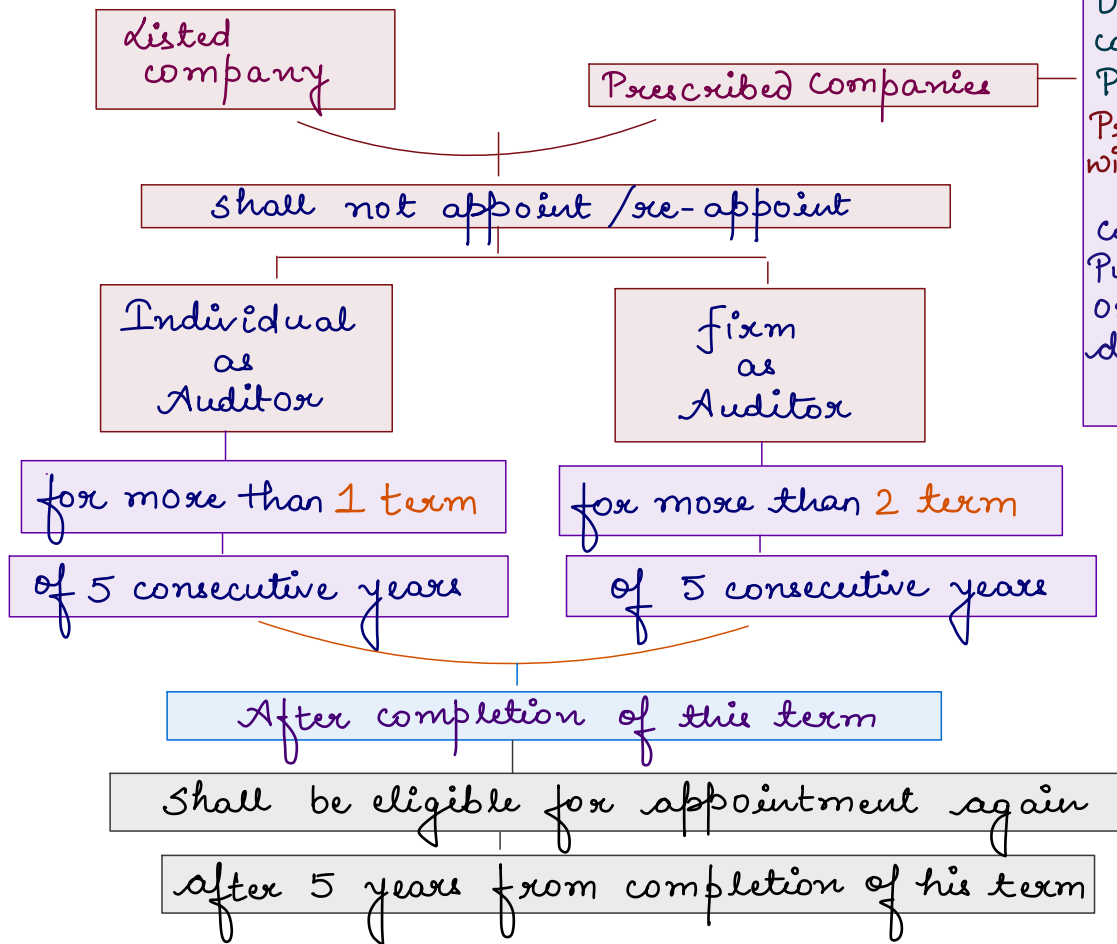 Listed
company
Prescribed Companies
shall not appoint /re-appoint
Individual
as
Auditor
firm
as
Auditor
for more than 1 term
for more than 2 term
of 5 consecutive years
of 5 consecutive years
After completion of this term
shall be eligible for appointment again
after 5 years from completion of his term